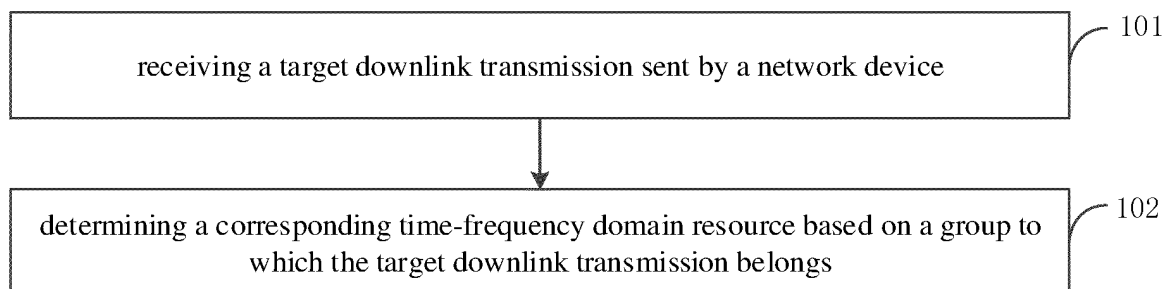 101
receiving a target downlink transmission sent by a network device
102
determining a corresponding time-frequency domain resource based on a group to
which the target downlink transmission belongs